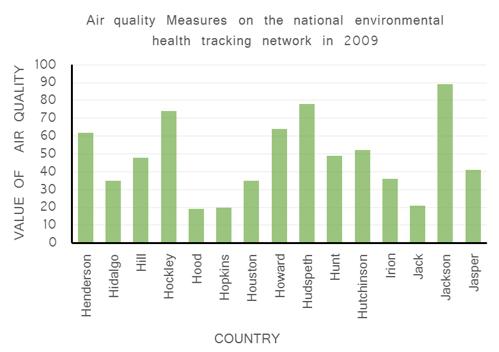 Air quality Measures on the national environmental
health tracking network in 2009
VALUE OF AIR QUALITY
100
90
80
70
60
50
40
30
20
10
0
Henderson
Hidalgo
Hill
Hockley
Hood
Hopkins
Houston
Howard
Hudspeth
Hunt
Hutchinson
Irion
Jack
Jackson
Jasper
COUNTRY